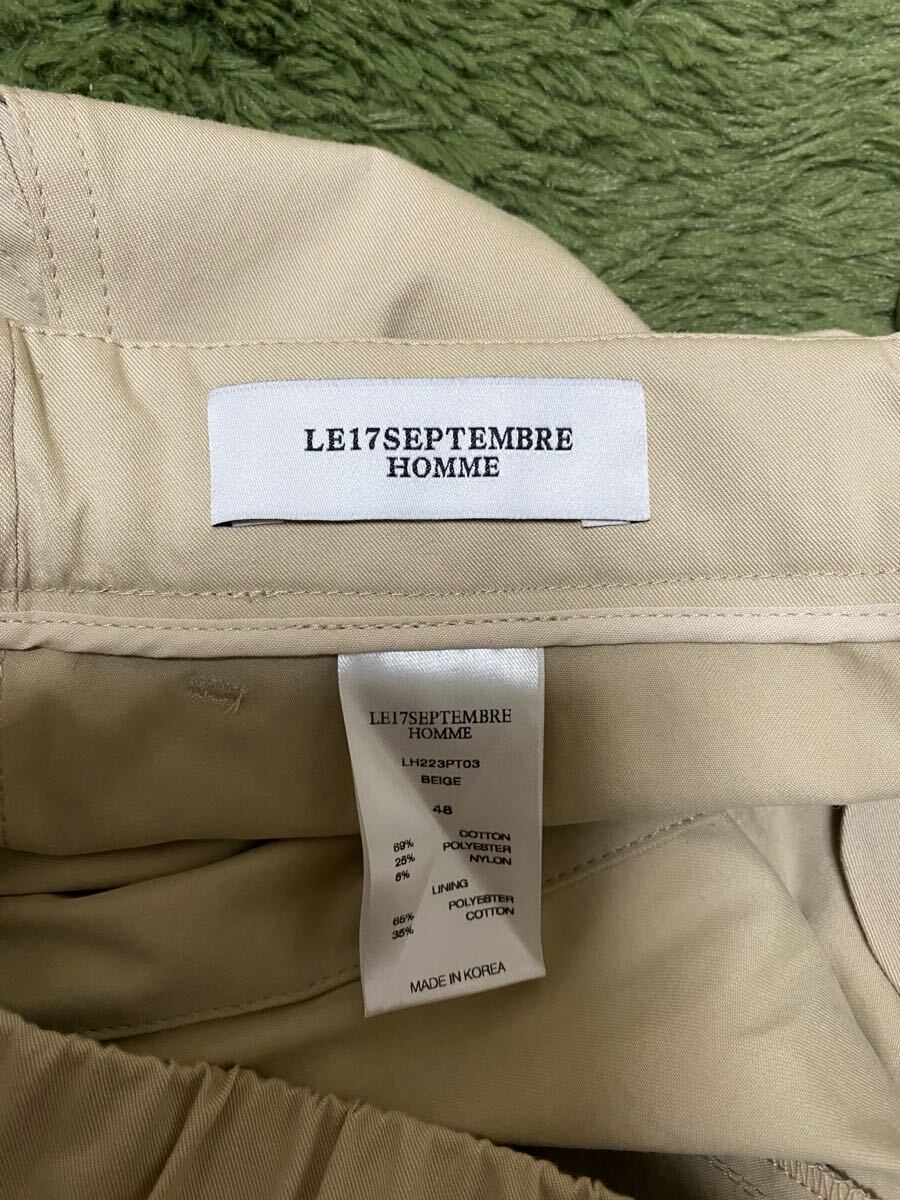 LE17SEPTEMBRE
HOMME
LE17SEPTEMBRE
HOMME
LH223PT03
BEIGE
48
69% COTTON
25% POLYESTER
6% NYLON
LINING
65% POLYESTER
35% COTTON
MADE IN KOREA